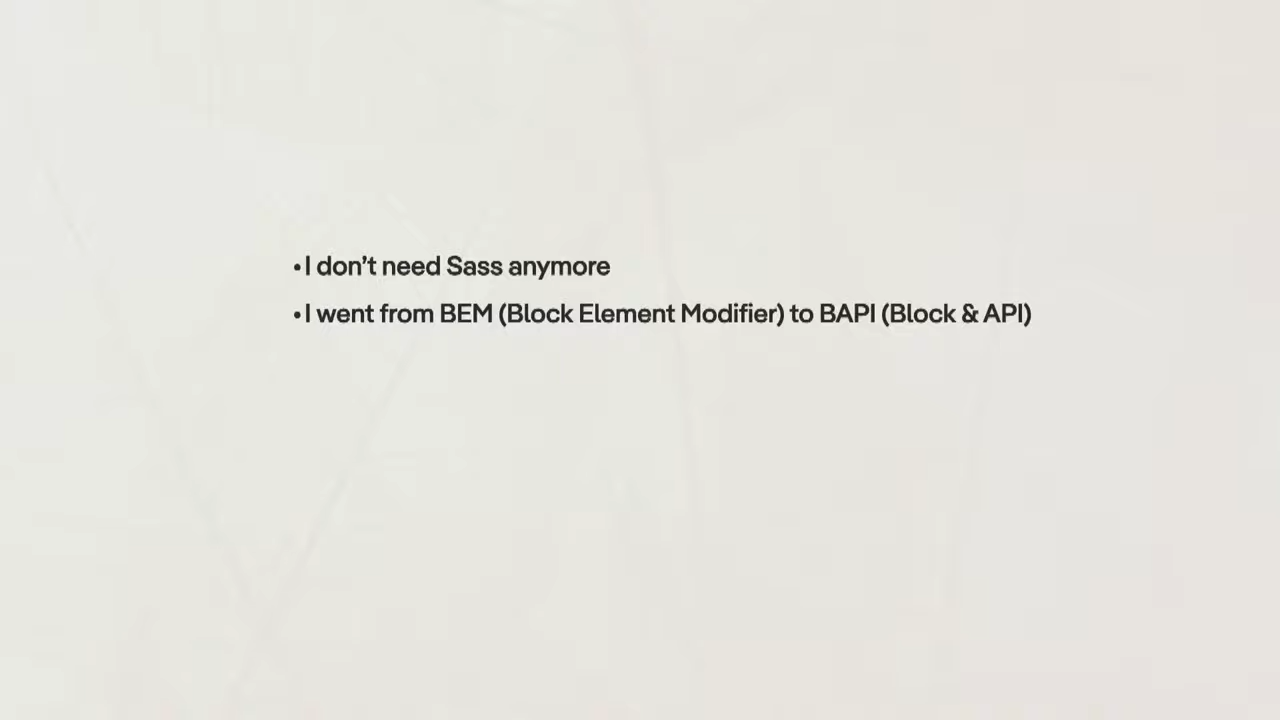 • I don’t need Sass anymore
• I went from BEM (Block Element Modifier) to BAPI (Block & API)